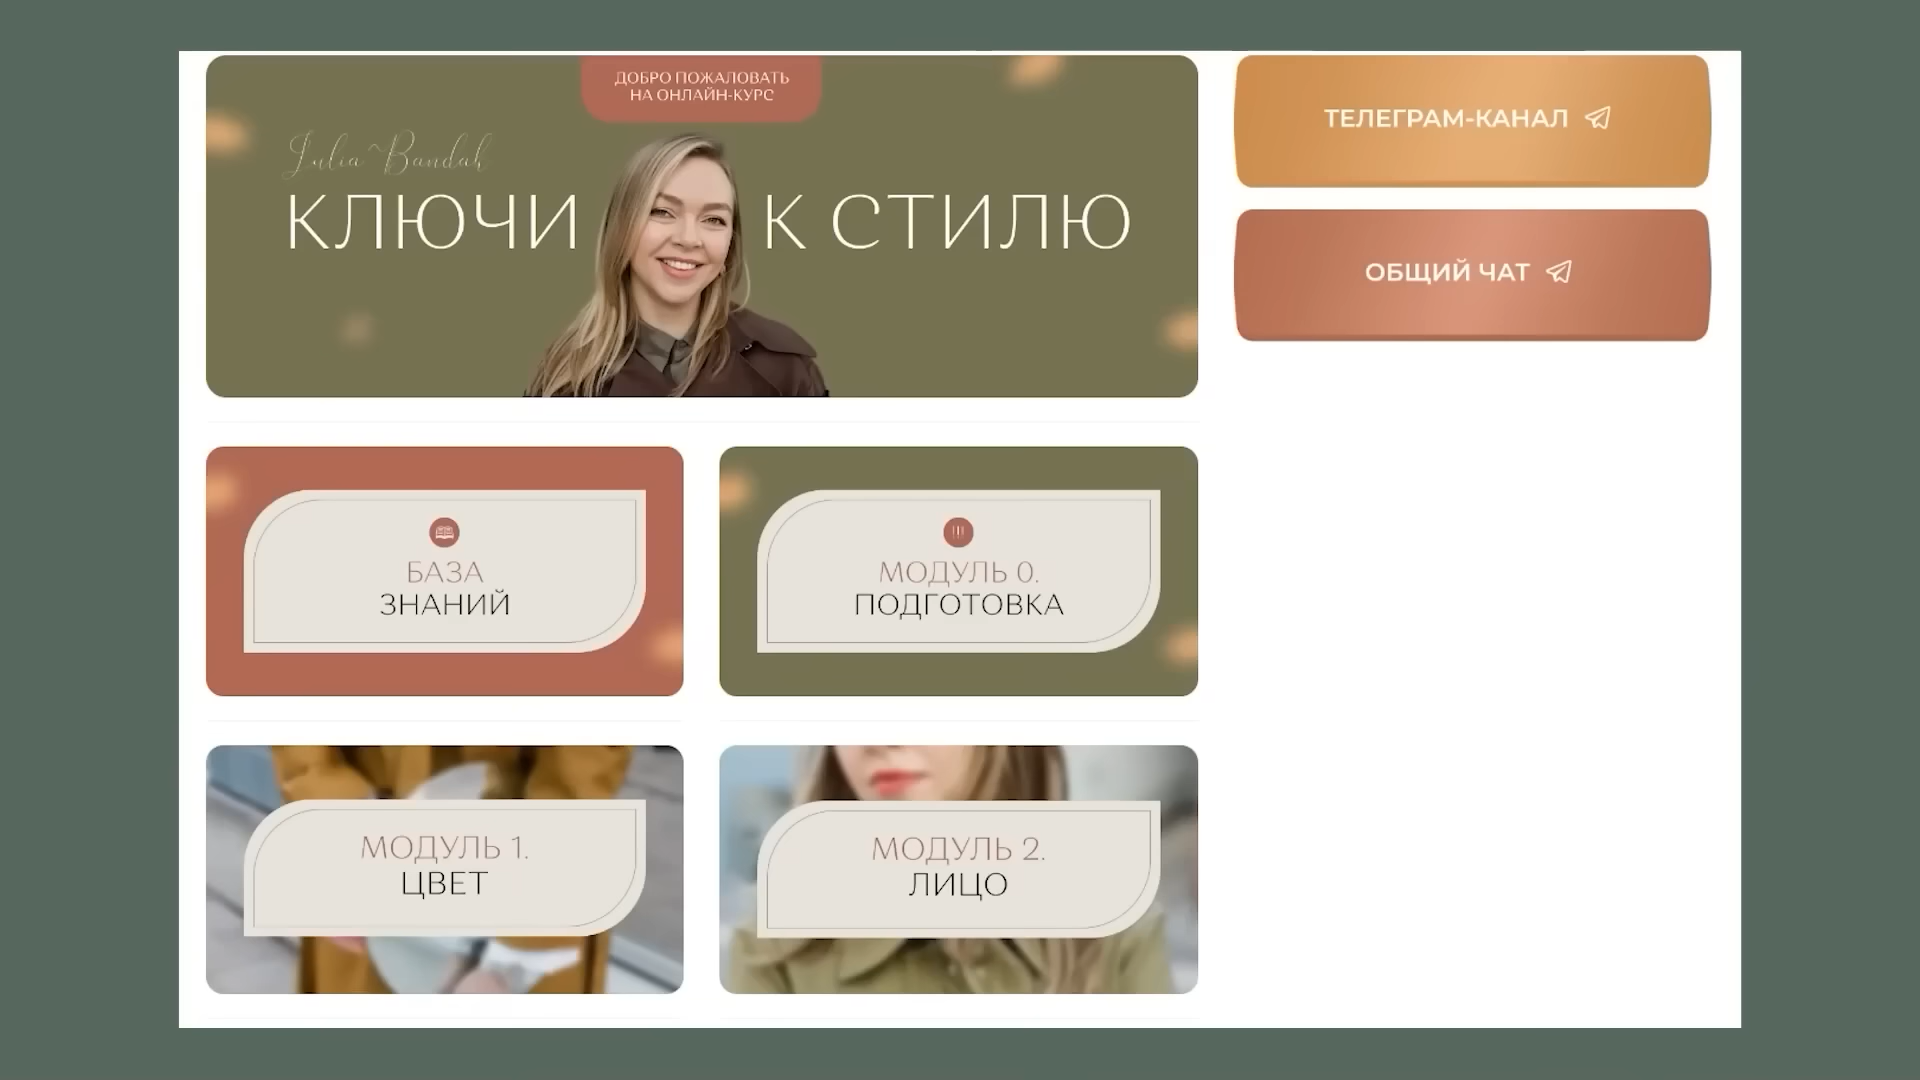 ДОБРО ПОЖАЛОВАТЬ
НА ОНЛАЙН-КУРС
Julia Bandah
КЛЮЧИ К СТИЛЮ
ТЕЛЕГРАМ-КАНАЛ
ОБЩИЙ ЧАТ
БАЗА
ЗНАНИЙ
МОДУЛЬ 0.
ПОДГОТОВКА
МОДУЛЬ 1.
ЦВЕТ
МОДУЛЬ 2.
ЛИЦО